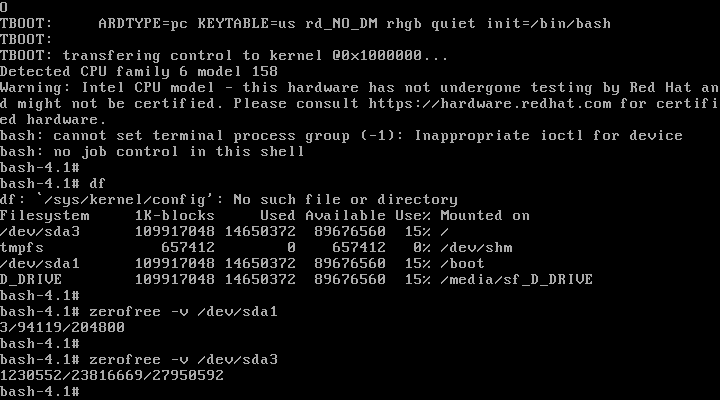 0
TBOOT:     ARDTYPE=pc KEYTABLE=us rd_NO_DM rhgb quiet init=/bin/bash
TBOOT:
TBOOT: transfering control to kernel @0x1000000...
Detected CPU family 6 model 158
Warning: Intel CPU model - this hardware has not undergone testing by Red Hat an
d might not be certified. Please consult https://hardware.redhat.com for certifi
ed hardware.
bash: cannot set terminal process group (-1): Inappropriate ioctl for device
bash: no job control in this shell
bash-4.1#
bash-4.1# df
df: `/sys/kernel/config': No such file or directory
Filesystem     1K-blocks     Used Available Use% Mounted on
/dev/sda3      109917048 14650372  89676560  15% /
tmpfs             657412        0    657412   0% /dev/shm
/dev/sda1      109917048 14650372  89676560  15% /boot
D_DRIVE        109917048 14650372  89676560  15% /media/sf_D_DRIVE
bash-4.1#
bash-4.1# zerofree -v /dev/sda1
3/94119/204800
bash-4.1#
bash-4.1# zerofree -v /dev/sda3
1230552/23816669/27950592
bash-4.1#